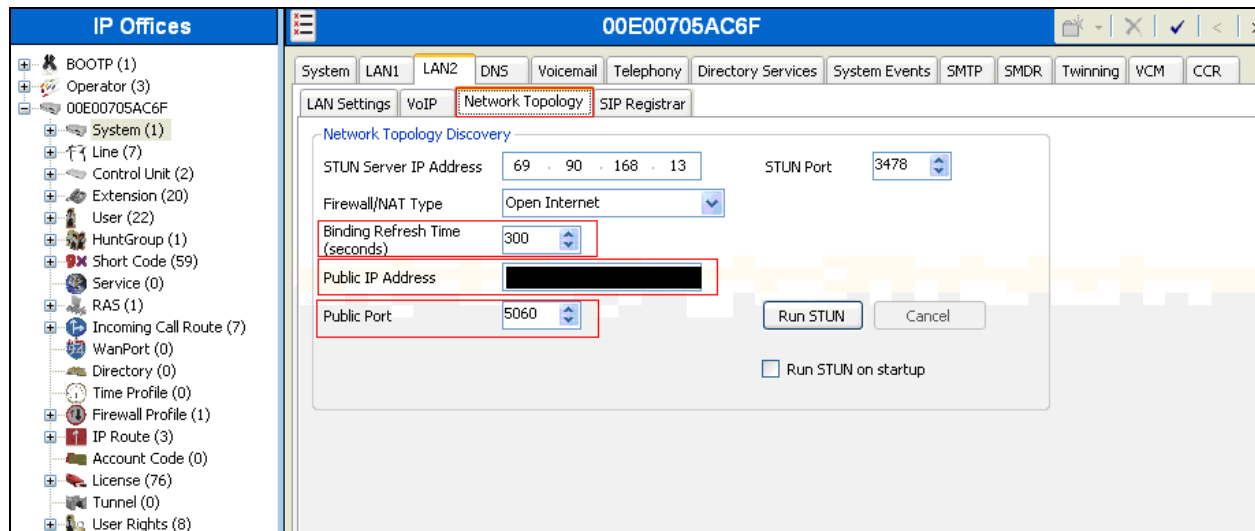 IP Offices
BOOTP (1)
Operator (3)
00E00705AC6F
System (1)
Line (7)
Control Unit (2)
Extension (20)
User (22)
HuntGroup (1)
Short Code (59)
Service (0)
RAS (1)
Incoming Call Route (7)
WanPort (0)
Directory (0)
Time Profile (0)
Firewall Profile (1)
IP Route (3)
Account Code (0)
License (76)
Tunnel (0)
User Rights (8)
00E00705AC6F
System LAN1 LAN2 DNS Voicemail Telephony Directory Services System Events SMTP SMDR Twinning VCM CCR
LAN Settings VoIP Network Topology SIP Registrar
Network Topology Discovery
STUN Server IP Address 69 . 90 . 168 . 13 STUN Port 3478
Firewall/NAT Type Open Internet
Binding Refresh Time
(seconds) 300
Public IP Address
Public Port 5060 Run STUN Cancel
Run STUN on startup